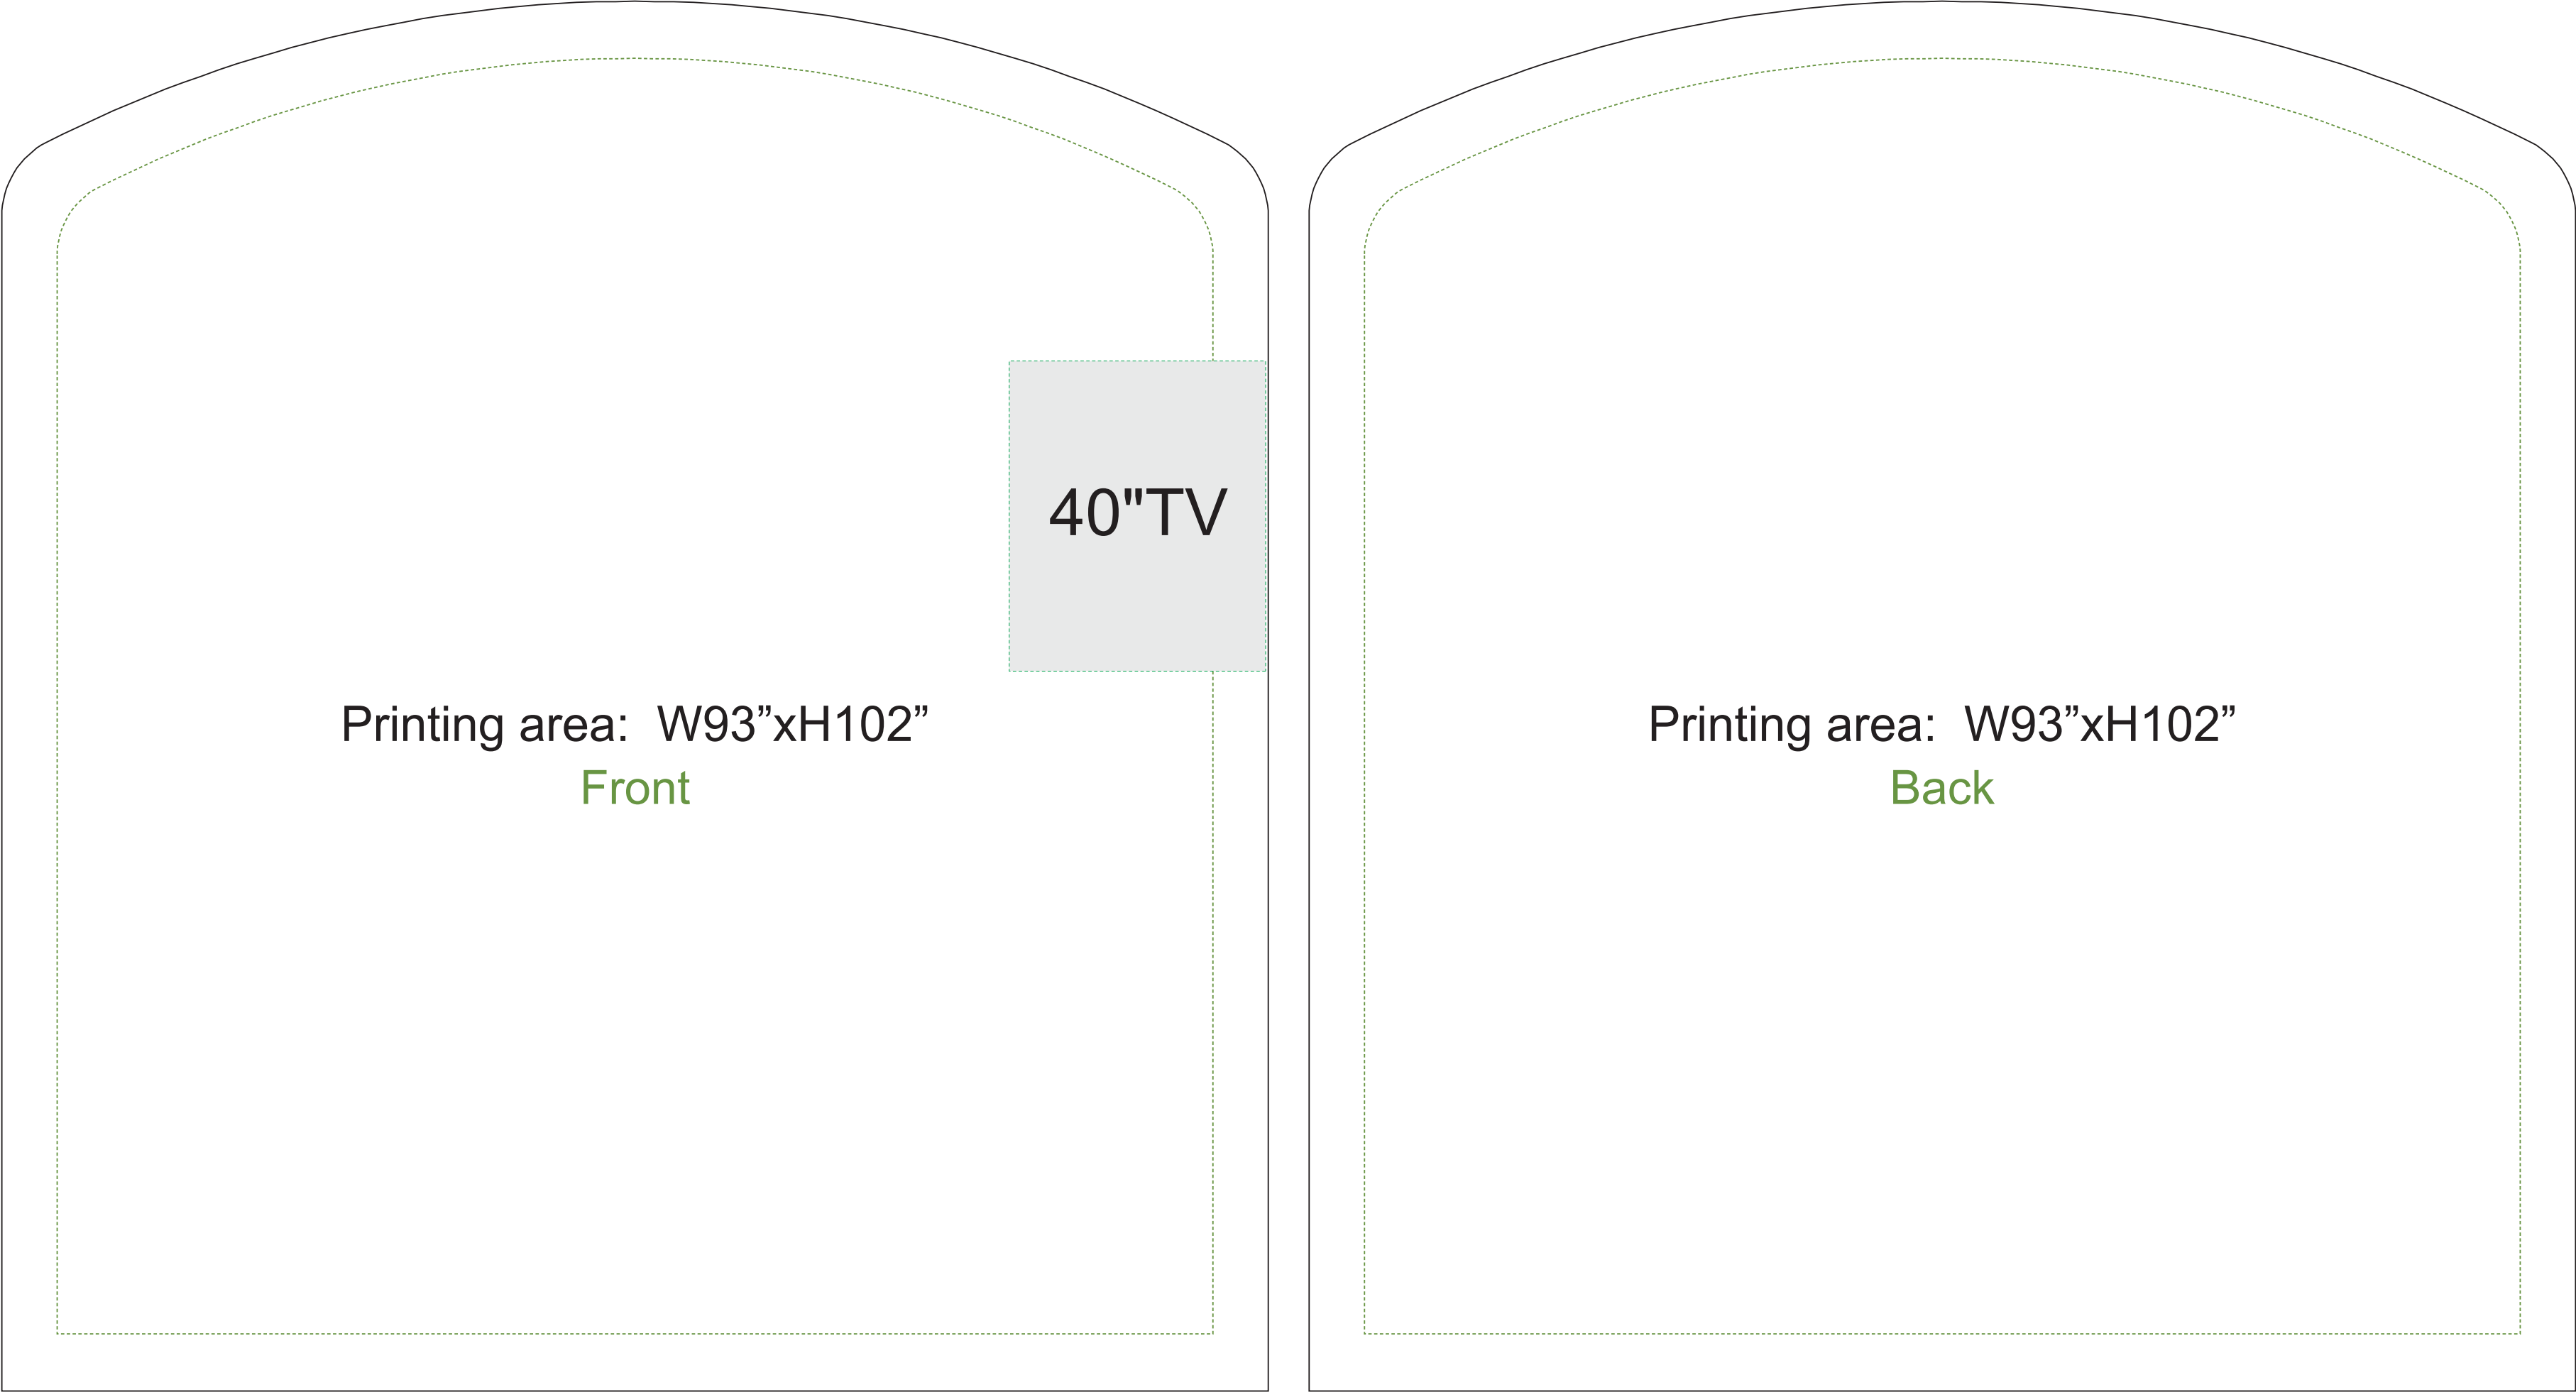 40"TV
Printing area:  W93”xH102”
Front
Printing area:  W93”xH102”
Back